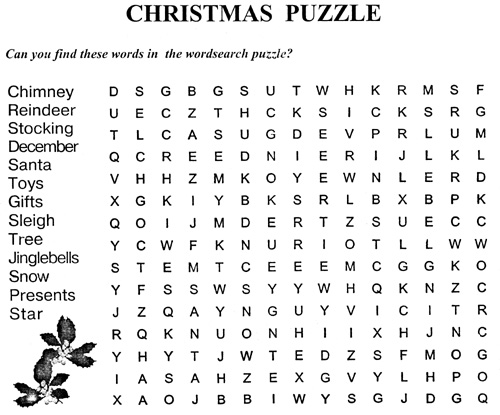 CHRISTMAS PUZZLE
Can you find these words in the wordsearch puzzle?
Chimney
Reindeer
Stocking
December
Santa
Toys
Gifts
Sleigh
Tree
Jinglebells
Snow
Presents
Star
D S G B G S U T W H K R M S F
U E C Z T H C K S I C K S R G
T L C A S U G D E V P R L U M
Q C R E E D N I E R I J L K L
V H H Z M K O Y E W N L E R D
X G K I Y B K S R L B X B P K
Q O I J M D E R T Z S U E C C
Y C W F K N U R I O T L L W W
S T E M T C E E E M C G G K O
Y F S S W S Y Y W H Q K N Z C
J Z Q A Y N G U Y V I C I T R
R Q K N U O N H I I X H J N C
Y H Y T J W T E D Z S F M O G
I A S A H Z E X G V Y L H P O
X A O J B B I W Y S G J D G Q